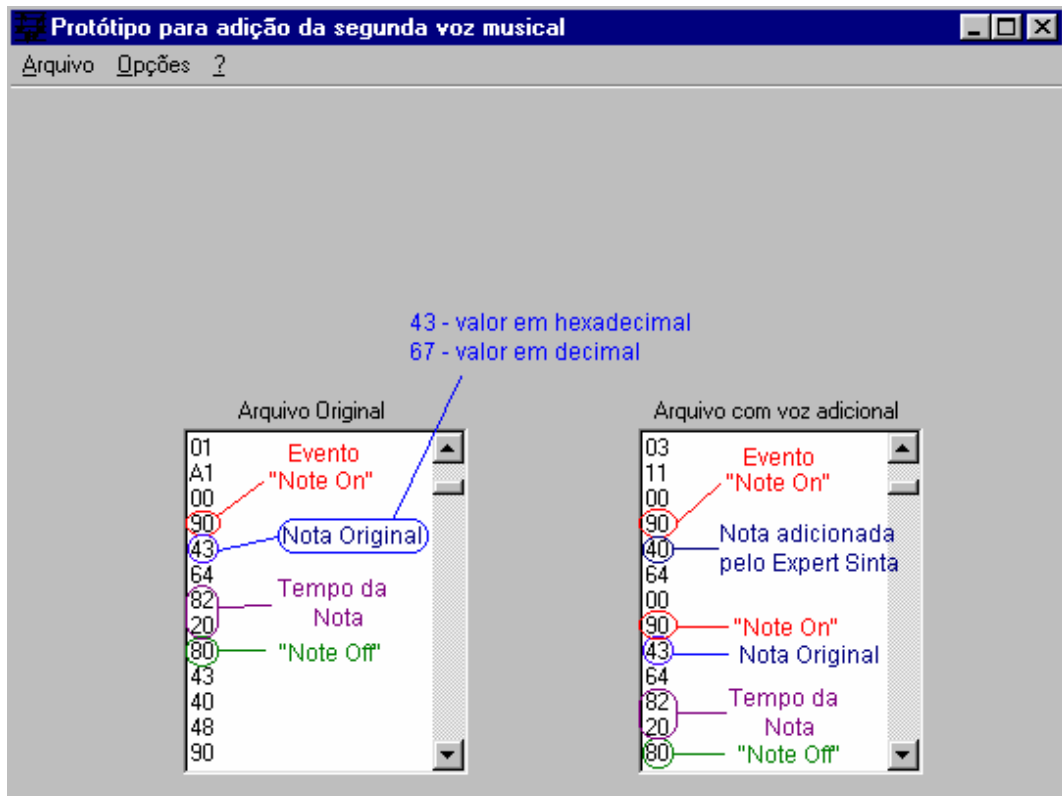 Protótipo para adição da segunda voz musical
Arquivo Opções ?
43 - valor em hexadecimal
67 - valor em decimal
Arquivo Original
01
A1
00
90
43
64
82
20
80
43
40
48
90
Evento
"Note On"
Nota Original
Tempo da
Nota
"Note Off"
Arquivo com voz adicional
03
11
00
90
40
64
00
90
43
64
82
20
80
Evento
"Note On"
Nota adicionada
pelo Expert Sinta
"Note On"
Nota Original
Tempo da
Nota
"Note Off"